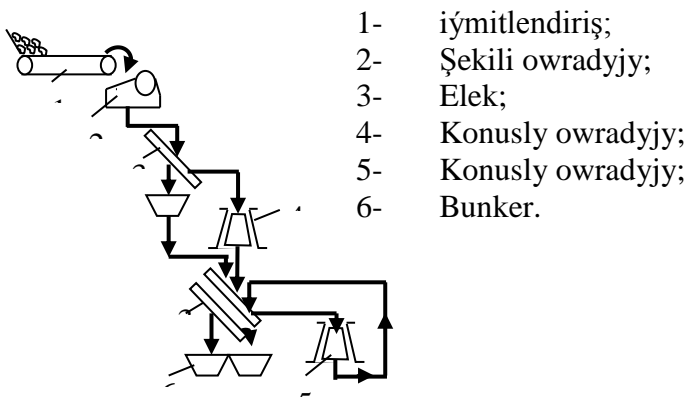 1- iýmitlendiriş;
2- Şekili owradyjy;
3- Elek;
4- Konusly owradyjy;
5- Konusly owradyjy;
6- Bunker.